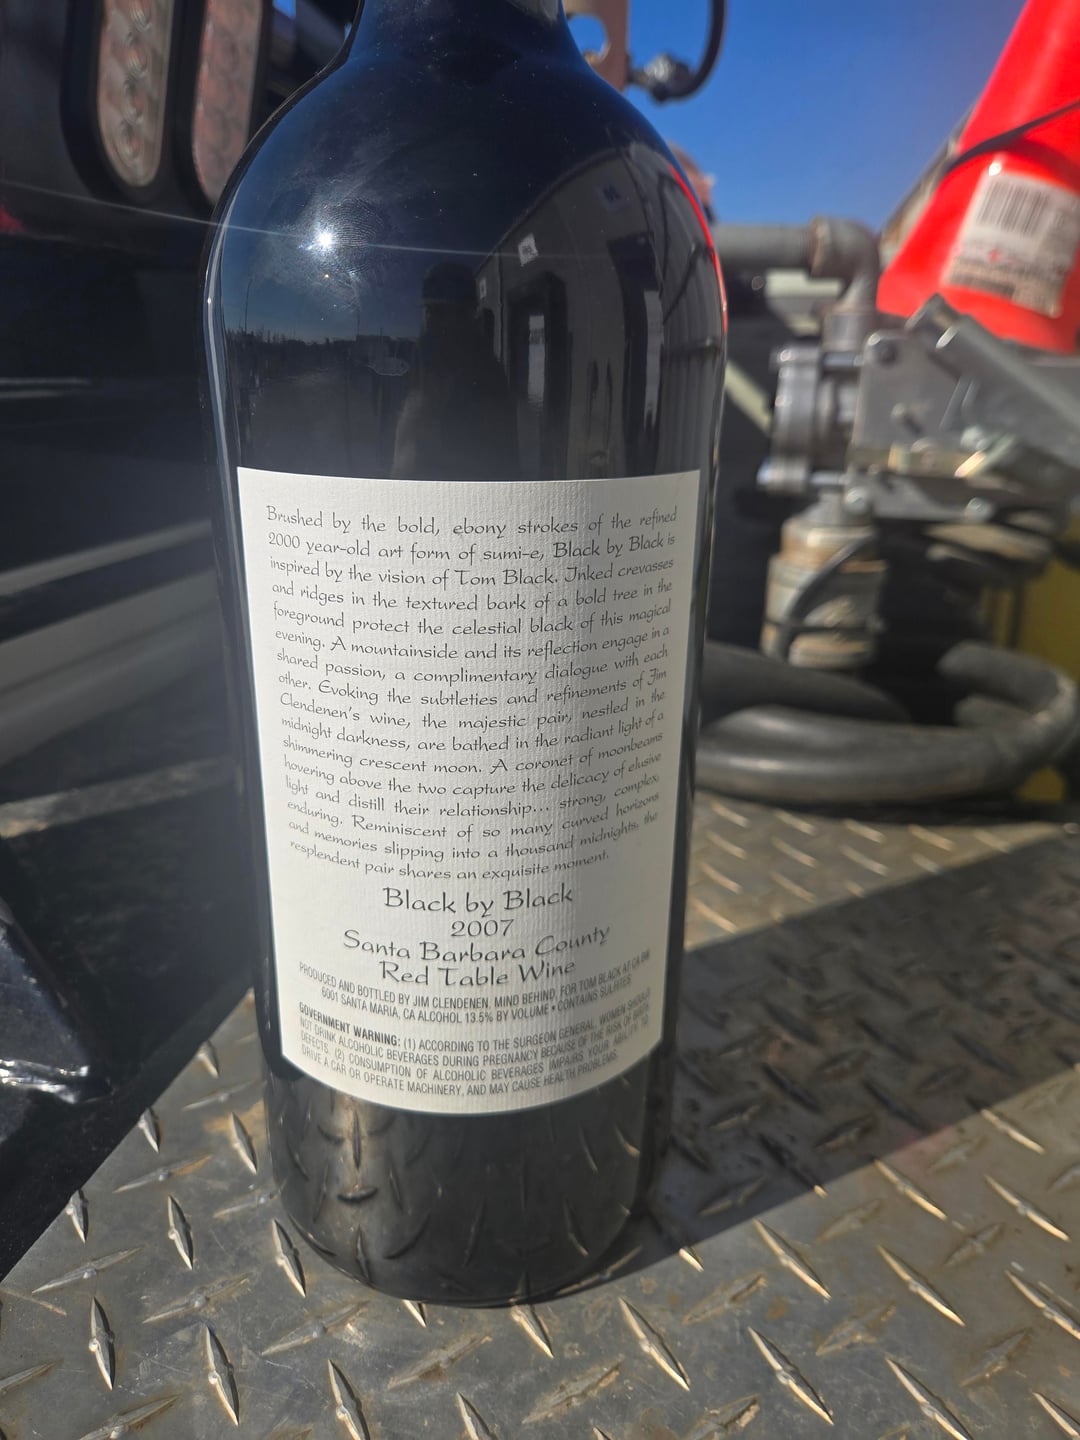 Brushed by the bold, ebony strokes of the refined
2000 year-old art form of sumi-e, Black by Black is
inspired by the vision of Tom Black. Inked crevasses
and ridges in the textured bark of a bold tree in the
foreground protect the celestial black of this magical
evening. A mountainside and its reflection engage in a
shared passion, a complimentary dialogue with each
other. Evoking the subtleties and refinements of Jim
Clendenen's wine, the majestic pair, nestled in the
midnight darkness, are bathed in the radiant light of a
shimmering crescent moon. A coronet of moonbeams
hovering above the two capture the delicacy of elusive
light and distill their relationship... strong, complex,
enduring. Reminiscent of so many curved horizons
and memories slipping into a thousand midnights, the
resplendent pair shares an exquisite moment.
Black by Black
2007
Santa Barbara County
Red Table Wine
PRODUCED AND BOTTLED BY JIM CLENDENEN, MIND BEHIND, FOR TOM BLACK AT CA BW
6001 SANTA MARIA, CA ALCOHOL 13.5% BY VOLUME • CONTAINS SULFITES
GOVERNMENT WARNING: (1) ACCORDING TO THE SURGEON GENERAL, WOMEN SHOULD
NOT DRINK ALCOHOLIC BEVERAGES DURING PREGNANCY BECAUSE OF THE RISK OF BIRTH
DEFECTS. (2) CONSUMPTION OF ALCOHOLIC BEVERAGES IMPAIRS YOUR ABILITY TO
DRIVE A CAR OR OPERATE MACHINERY, AND MAY CAUSE HEALTH PROBLEMS.